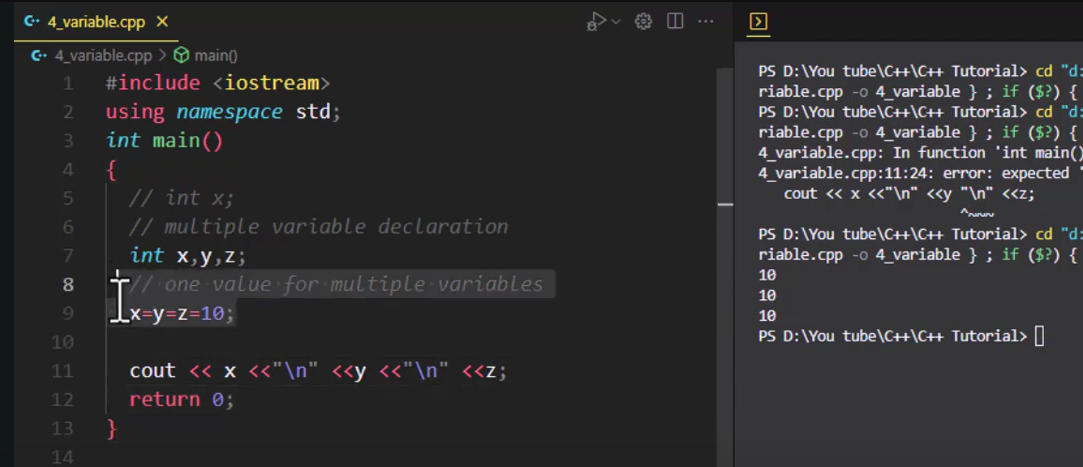 4_variable.cpp
4_variable.cpp > main()
1 #include <iostream>
2 using namespace std;
3 int main()
4 {
5 // int x;
6 // multiple variable declaration
7 int x,y,z;
8 // one value for multiple variables
9 x=y=z=10;
10
11 cout << x <<"\n" <<y <<"\n" <<z;
12 return 0;
13 }
14
PS D:\You tube\C++\C++ Tutorial> cd "d:
riable.cpp -o 4_variable } ; if ($?) {
PS D:\You tube\C++\C++ Tutorial> cd "d:
riable.cpp -o 4_variable } ; if ($?) {
4_variable.cpp: In function 'int main()
4_variable.cpp:11:24: error: expected '
cout << x <<"\n" <<y "\n" <<z;
^~~~~
PS D:\You tube\C++\C++ Tutorial> cd "d:
riable.cpp -o 4_variable } ; if ($?) {
10
10
10
PS D:\You tube\C++\C++ Tutorial>